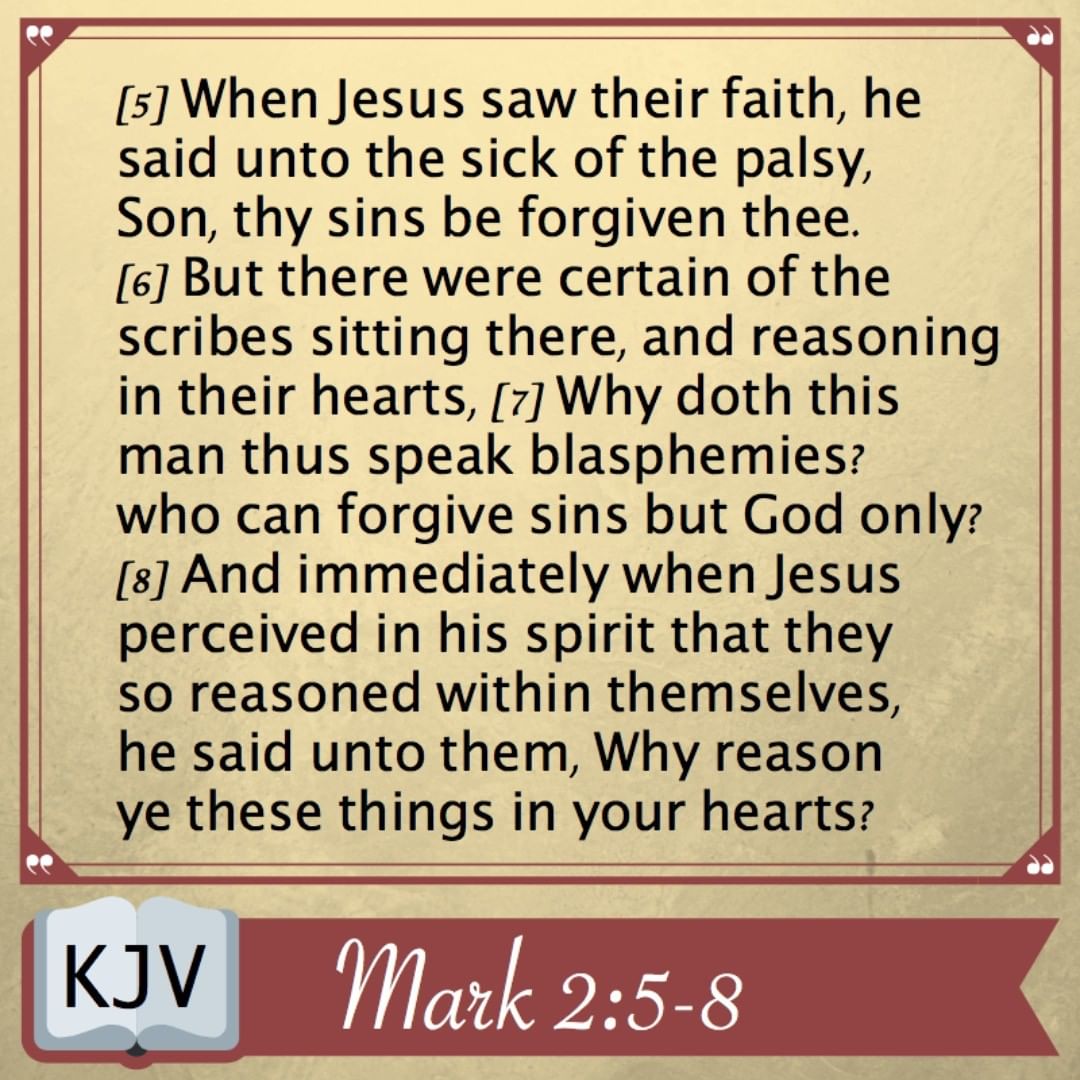 [5] When Jesus saw their faith, he
said unto the sick of the palsy,
Son, thy sins be forgiven thee.
[6] But there were certain of the
scribes sitting there, and reasoning
in their hearts, [7] Why doth this
man thus speak blasphemies?
who can forgive sins but God only?
[8] And immediately when Jesus
perceived in his spirit that they
so reasoned within themselves,
he said unto them, Why reason
ye these things in your hearts?
KJV
Mark 2:5-8